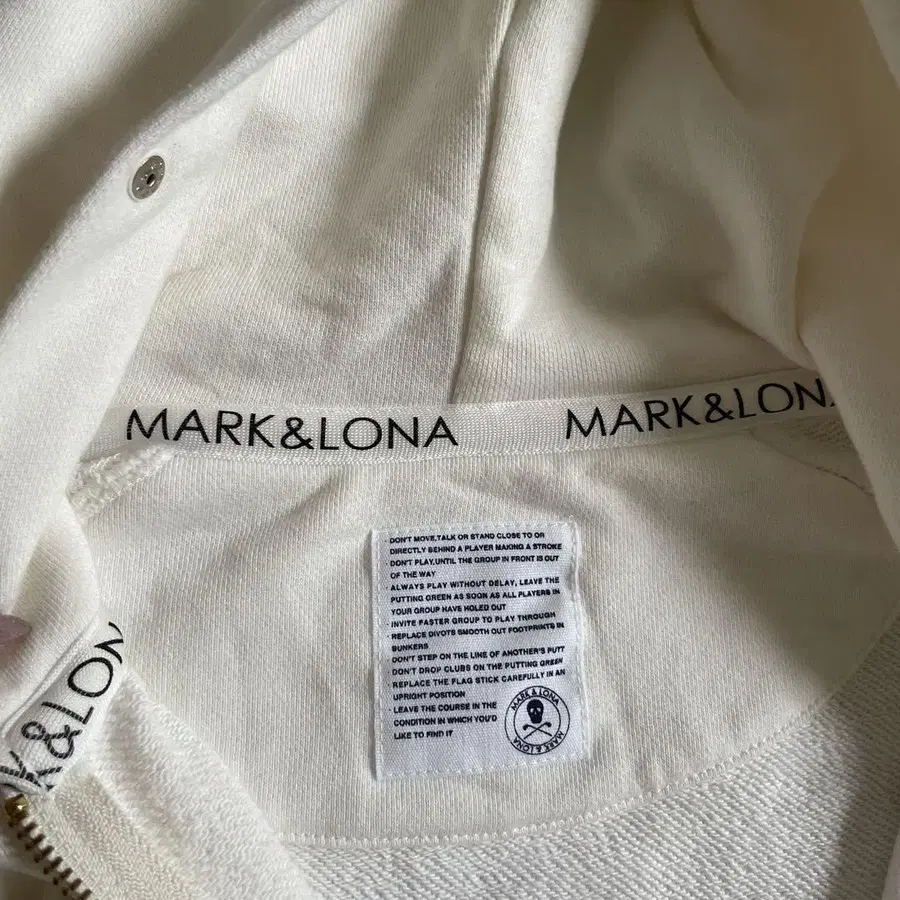 MARK&LONA MARK&LONA
· DON'T MOVE,TALK OR STAND CLOSE TO OR
DIRECTLY BEHIND A PLAYER MAKING A STROKE
DON'T PLAY,UNTIL THE GROUP IN FRONT IS OUT
OF THE WAY
· ALWAYS PLAY WITHOUT DELAY, LEAVE THE
PUTTING GREEN AS SOON AS ALL PLAYERS IN
YOUR GROUP HAVE HOLED OUT
· INVITE FASTER GROUP TO PLAY THROUGH
· REPLACE DIVOTS SMOOTH OUT FOOTPRINTS IN
BUNKERS
DON'T STEP ON THE LINE OF ANOTHER'S PUTT
DON'T DROP CLUBS ON THE PUTTING GREEN
· REPLACE THE FLAG STICK CAREFULLY IN AN
UPRIGHT POSITION
· LEAVE THE COURSE IN THE
CONDITION IN WHICH YOU'D
LIKE TO FIND IT
MARK & LONA
MARK & LONA
K&LON